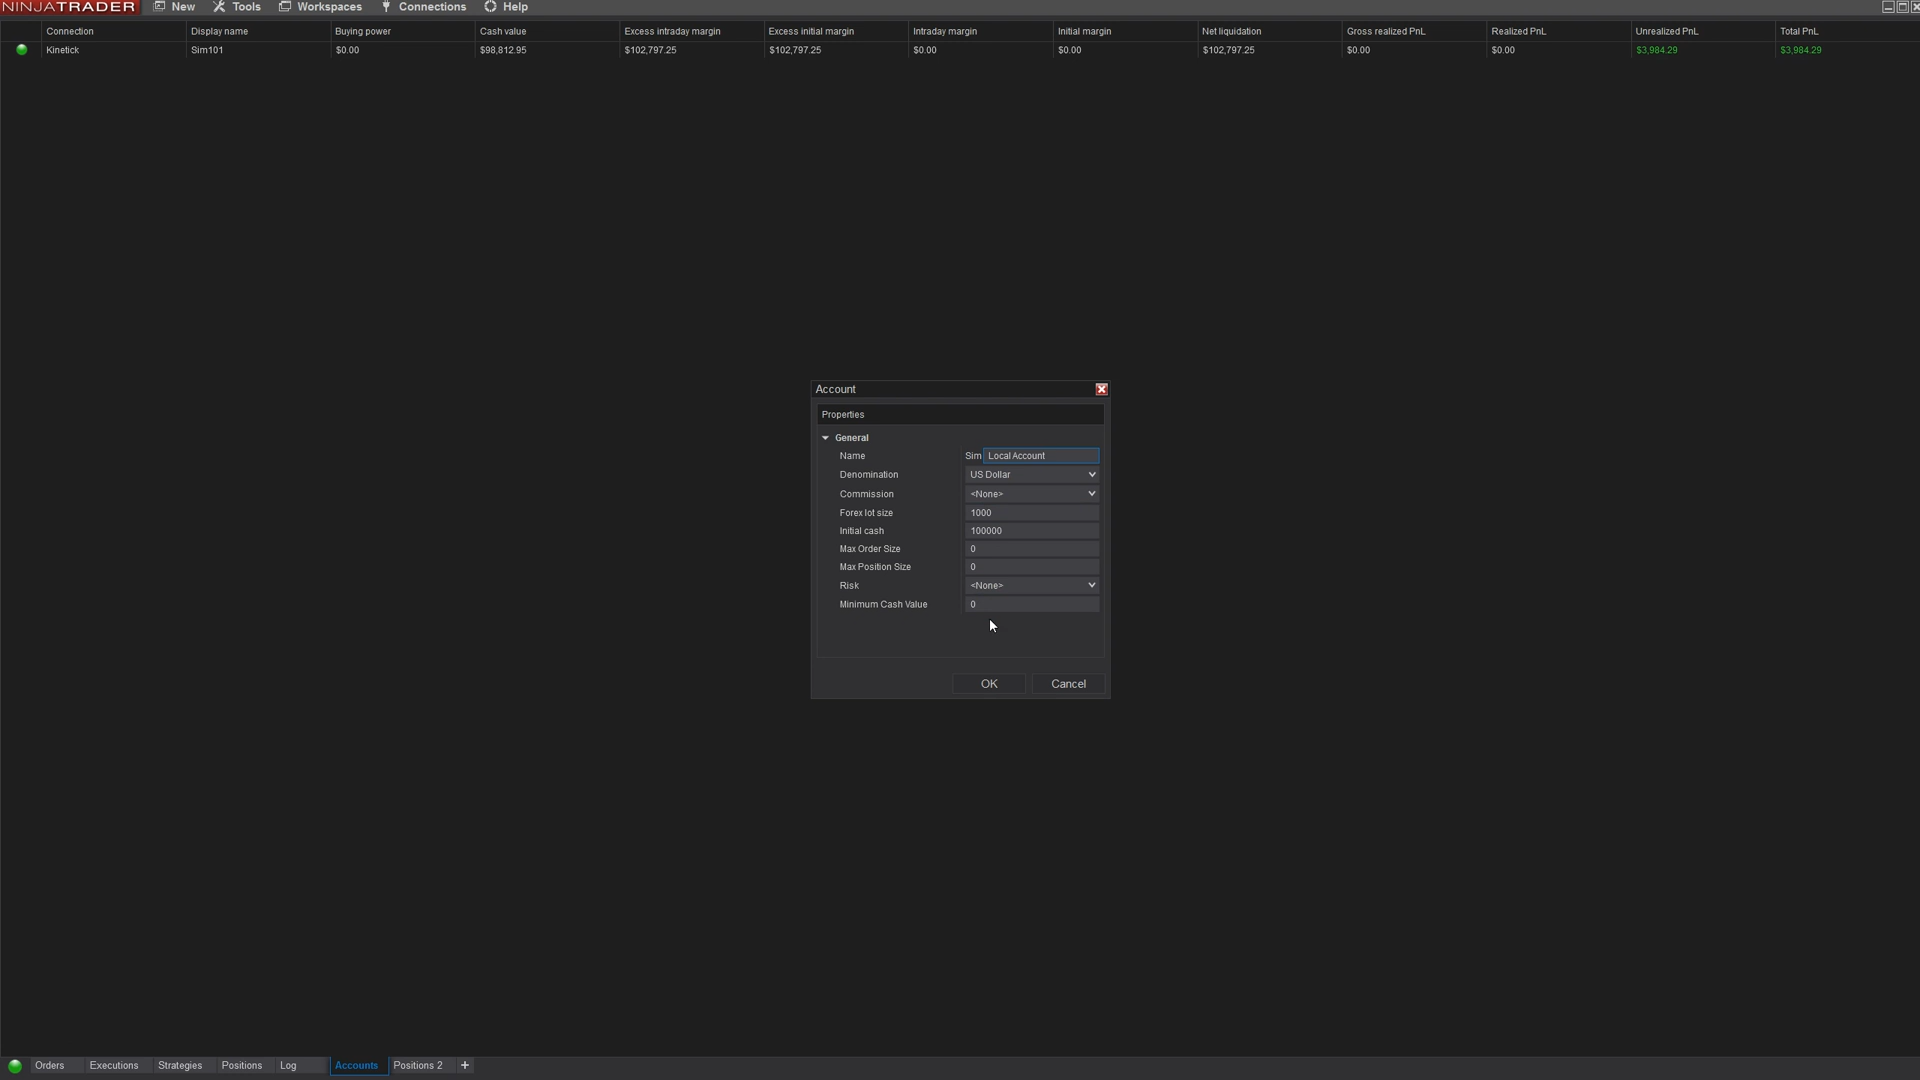 NINJATRADER New Tools Workspaces Connections Help
Connection Display name Buying power Cash value Excess intraday margin Excess initial margin Intraday margin Initial margin Net liquidation Gross realized PnL Realized PnL Unrealized PnL Total PnL
Kinetick Sim101 $0.00 $98,812.95 $102,797.25 $102,797.25 $0.00 $0.00 $102,797.25 $0.00 $0.00 $3,984.29 $3,984.29
Account
Properties
General
Name Sim Local Account
Denomination US Dollar
Commission <None>
Forex lot size 1000
Initial cash 100000
Max Order Size 0
Max Position Size 0
Risk <None>
Minimum Cash Value 0
OK Cancel
Orders Executions Strategies Positions Log Accounts Positions 2 +